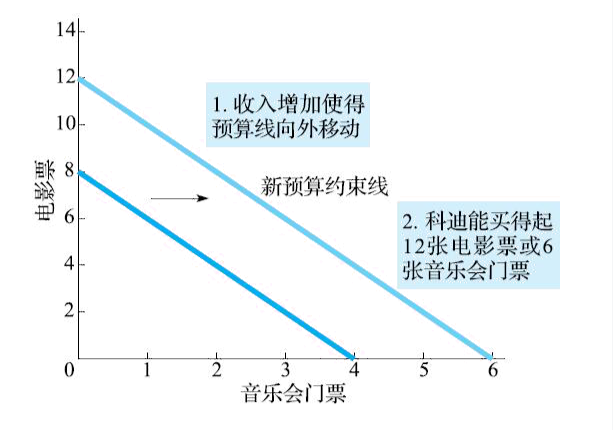 14
12
1. 收入增加使得
预算线向外移动
10
8
新预算约束线
电影票
2. 科迪能买得起
12张电影票或6
张音乐会门票
6
4
2
0 1 2 3 4 5 6
音乐会门票